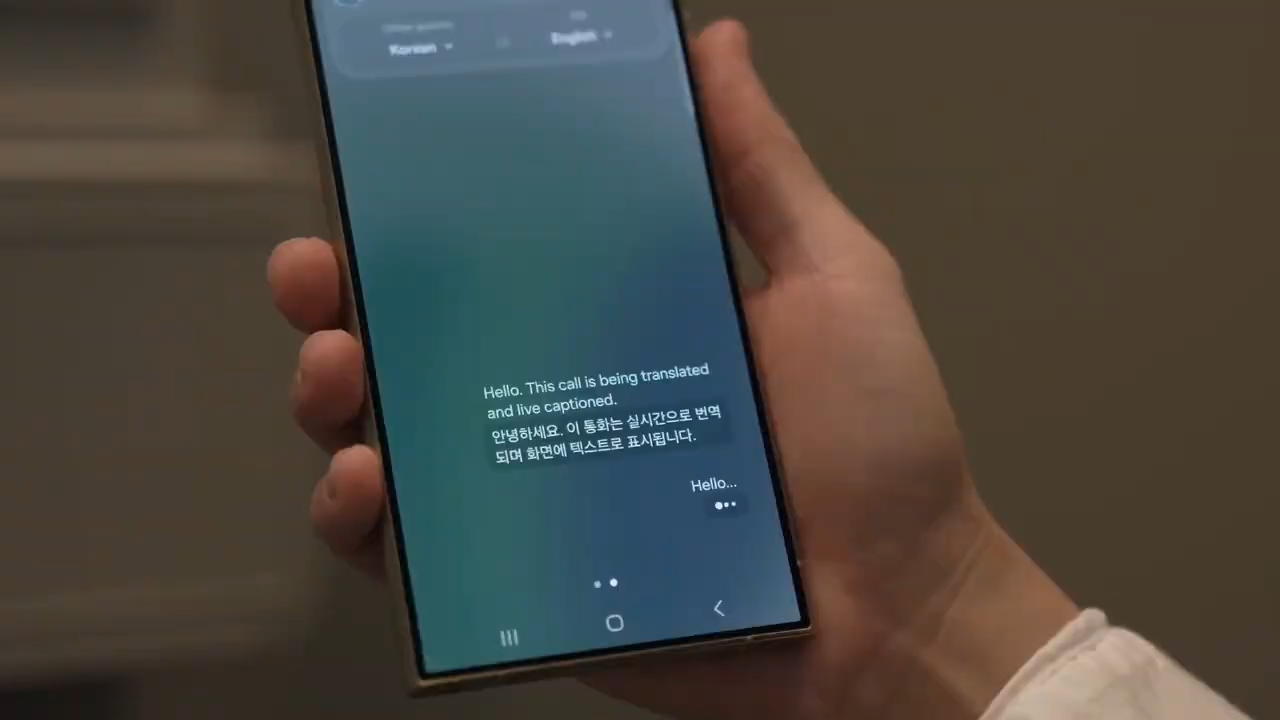 Korean
English
Hello. This call is being translated
and live captioned.
안녕하세요. 이 통화는 실시간으로 번역
되며 화면에 텍스트로 표시됩니다.
Hello...